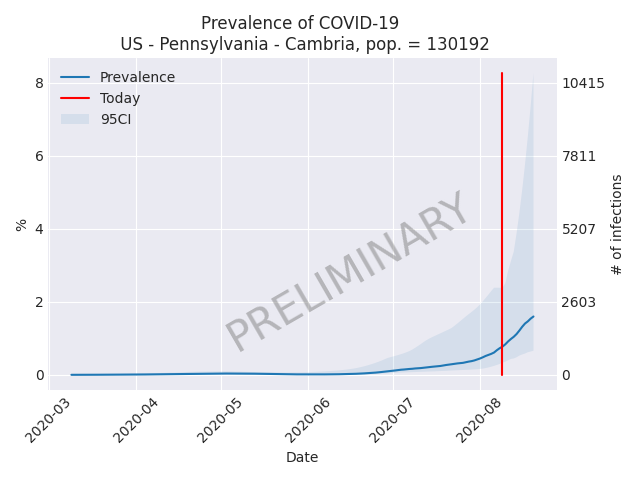 Prevalence of COVID-19
US - Pennsylvania - Cambria, pop. = 130192
Prevalence
Today
95CI
8
6
4
2
0
%
10415
7811
5207
2603
0
# of infections
PRELIMINARY
2020-03
2020-04
2020-05
2020-06
2020-07
2020-08
Date